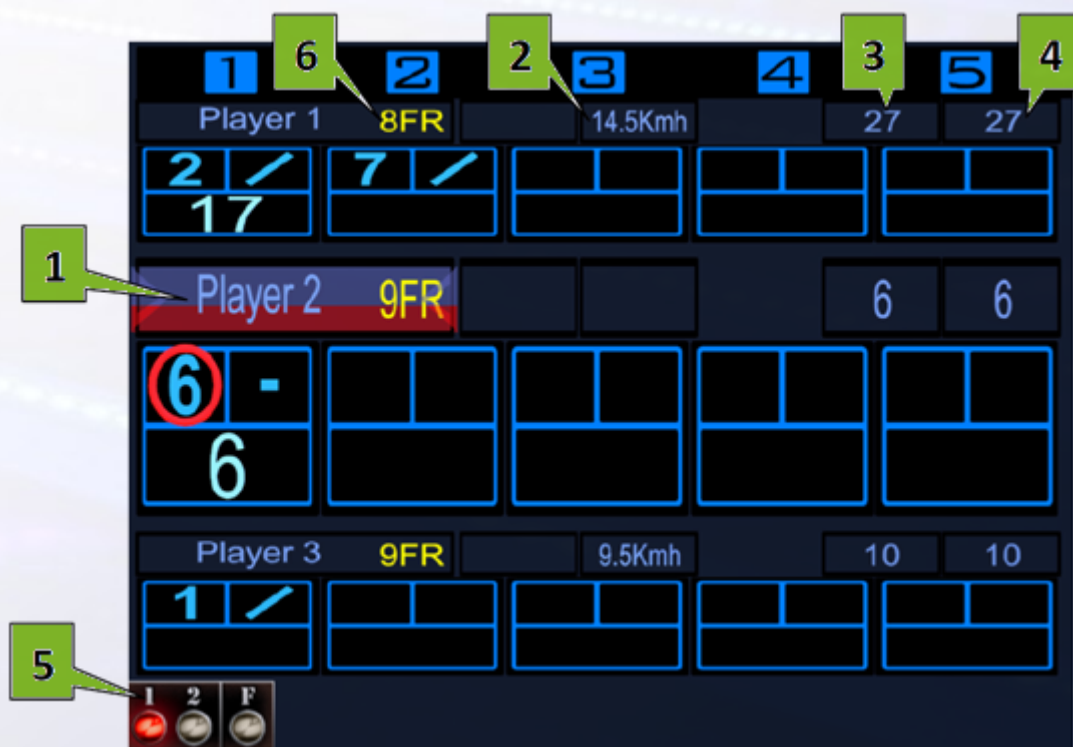 6 2 3 4
1 2 3 4 5
Player 1 8FR 14.5Kmh 27 27
2 / 7 /
17
1
Player 2 9FR 6 6
6 -
6
Player 3 9FR 9.5Kmh 10 10
1 /
5
1 2 F